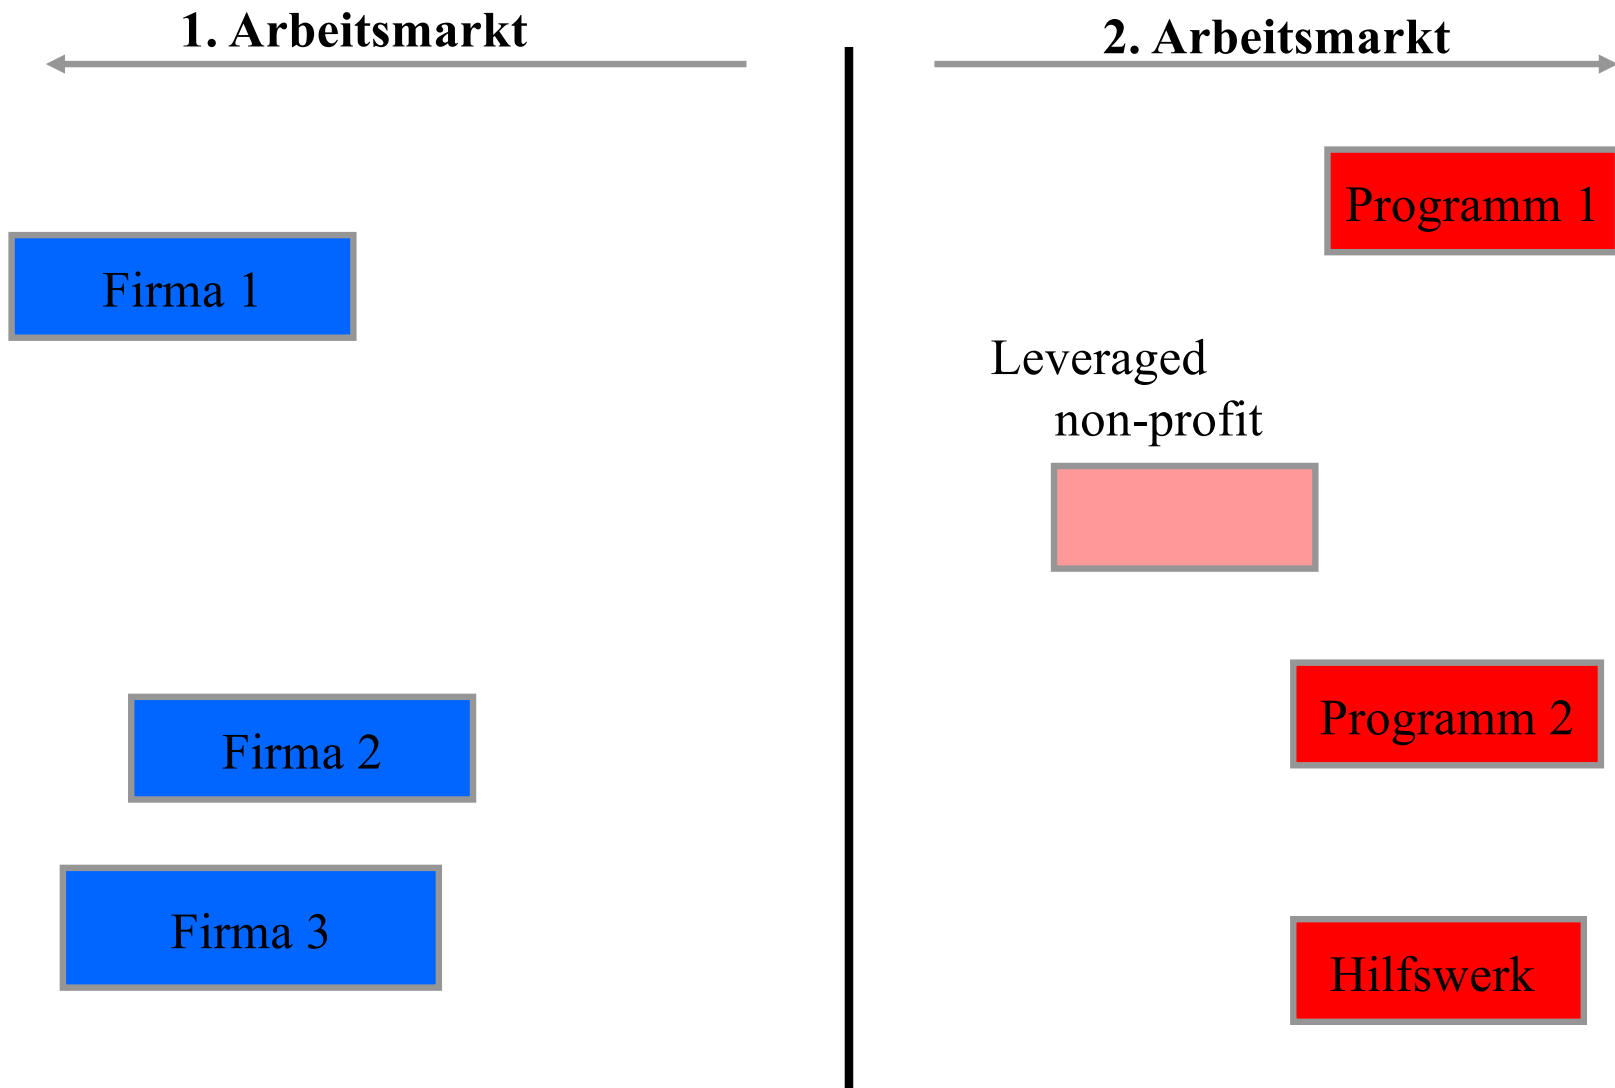 1. Arbeitsmarkt
2. Arbeitsmarkt
Programm 1
Firma 1
Leveraged
non-profit
Programm 2
Firma 2
Firma 3
Hilfswerk